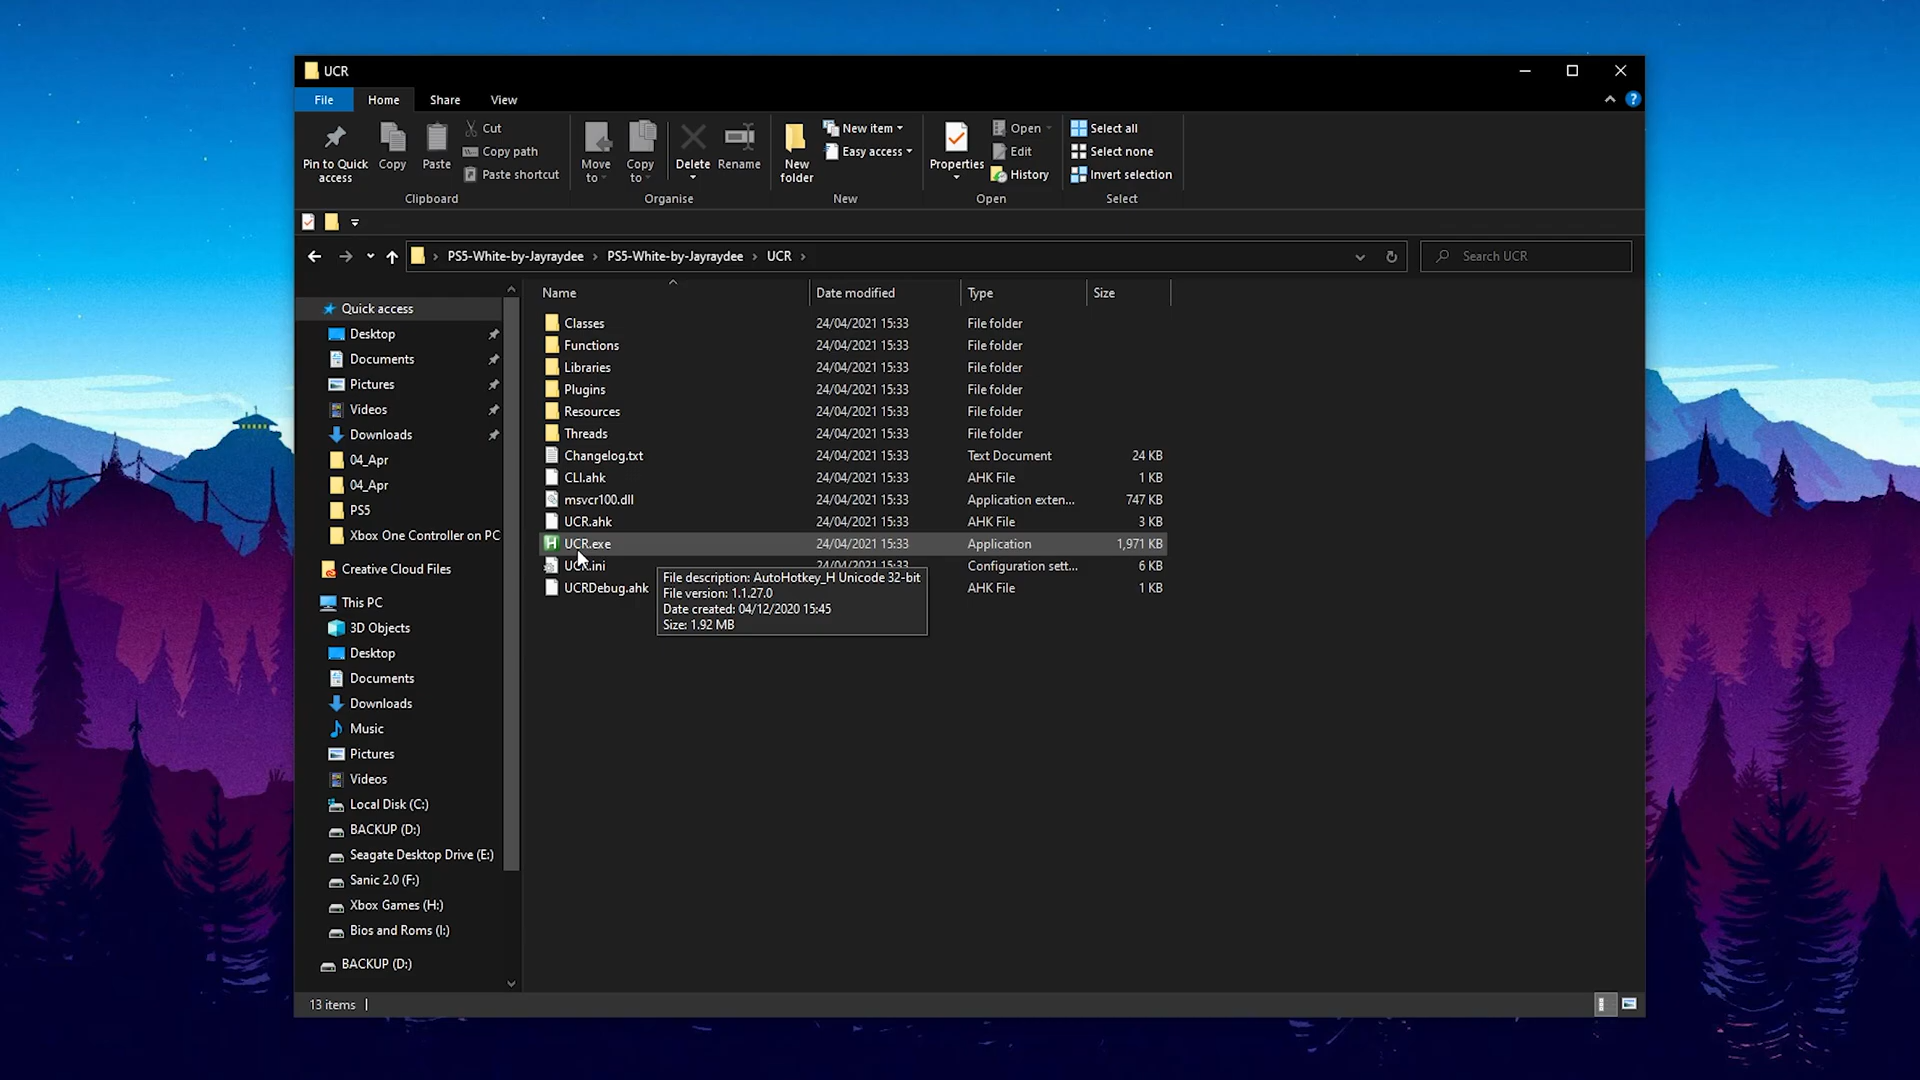 UCR
File Home Share View
Pin to Quick access
Copy
Paste
Cut
Copy path
Paste shortcut
Clipboard
Move to
Copy to
Delete
Rename
Organise
New folder
New item
Easy access
New
Properties
Open
Edit
History
Open
Select all
Select none
Invert selection
Select
PS5-White-by-Jayraydee › PS5-White-by-Jayraydee › UCR ›
Search UCR
Quick access
Desktop
Documents
Pictures
Videos
Downloads
04_Apr
04_Apr
PS5
Xbox One Controller on PC
Creative Cloud Files
This PC
3D Objects
Desktop
Documents
Downloads
Music
Pictures
Videos
Local Disk (C:)
BACKUP (D:)
Seagate Desktop Drive (E:)
Sanic 2.0 (F:)
Xbox Games (H:)
Bios and Roms (I:)
BACKUP (D:)
Name Date modified Type Size
Classes 24/04/2021 15:33 File folder
Functions 24/04/2021 15:33 File folder
Libraries 24/04/2021 15:33 File folder
Plugins 24/04/2021 15:33 File folder
Resources 24/04/2021 15:33 File folder
Threads 24/04/2021 15:33 File folder
Changelog.txt 24/04/2021 15:33 Text Document 24 KB
CLI.ahk 24/04/2021 15:33 AHK File 1 KB
msvcr100.dll 24/04/2021 15:33 Application exten... 747 KB
UCR.ahk 24/04/2021 15:33 AHK File 3 KB
UCR.exe 24/04/2021 15:33 Application 1,971 KB
UCR.ini 24/04/2021 15:33 Configuration sett... 6 KB
UCRDebug.ahk AHK File 1 KB
File description: AutoHotkey_H Unicode 32-bit
File version: 1.1.27.0
Date created: 04/12/2020 15:45
Size: 1.92 MB
13 items